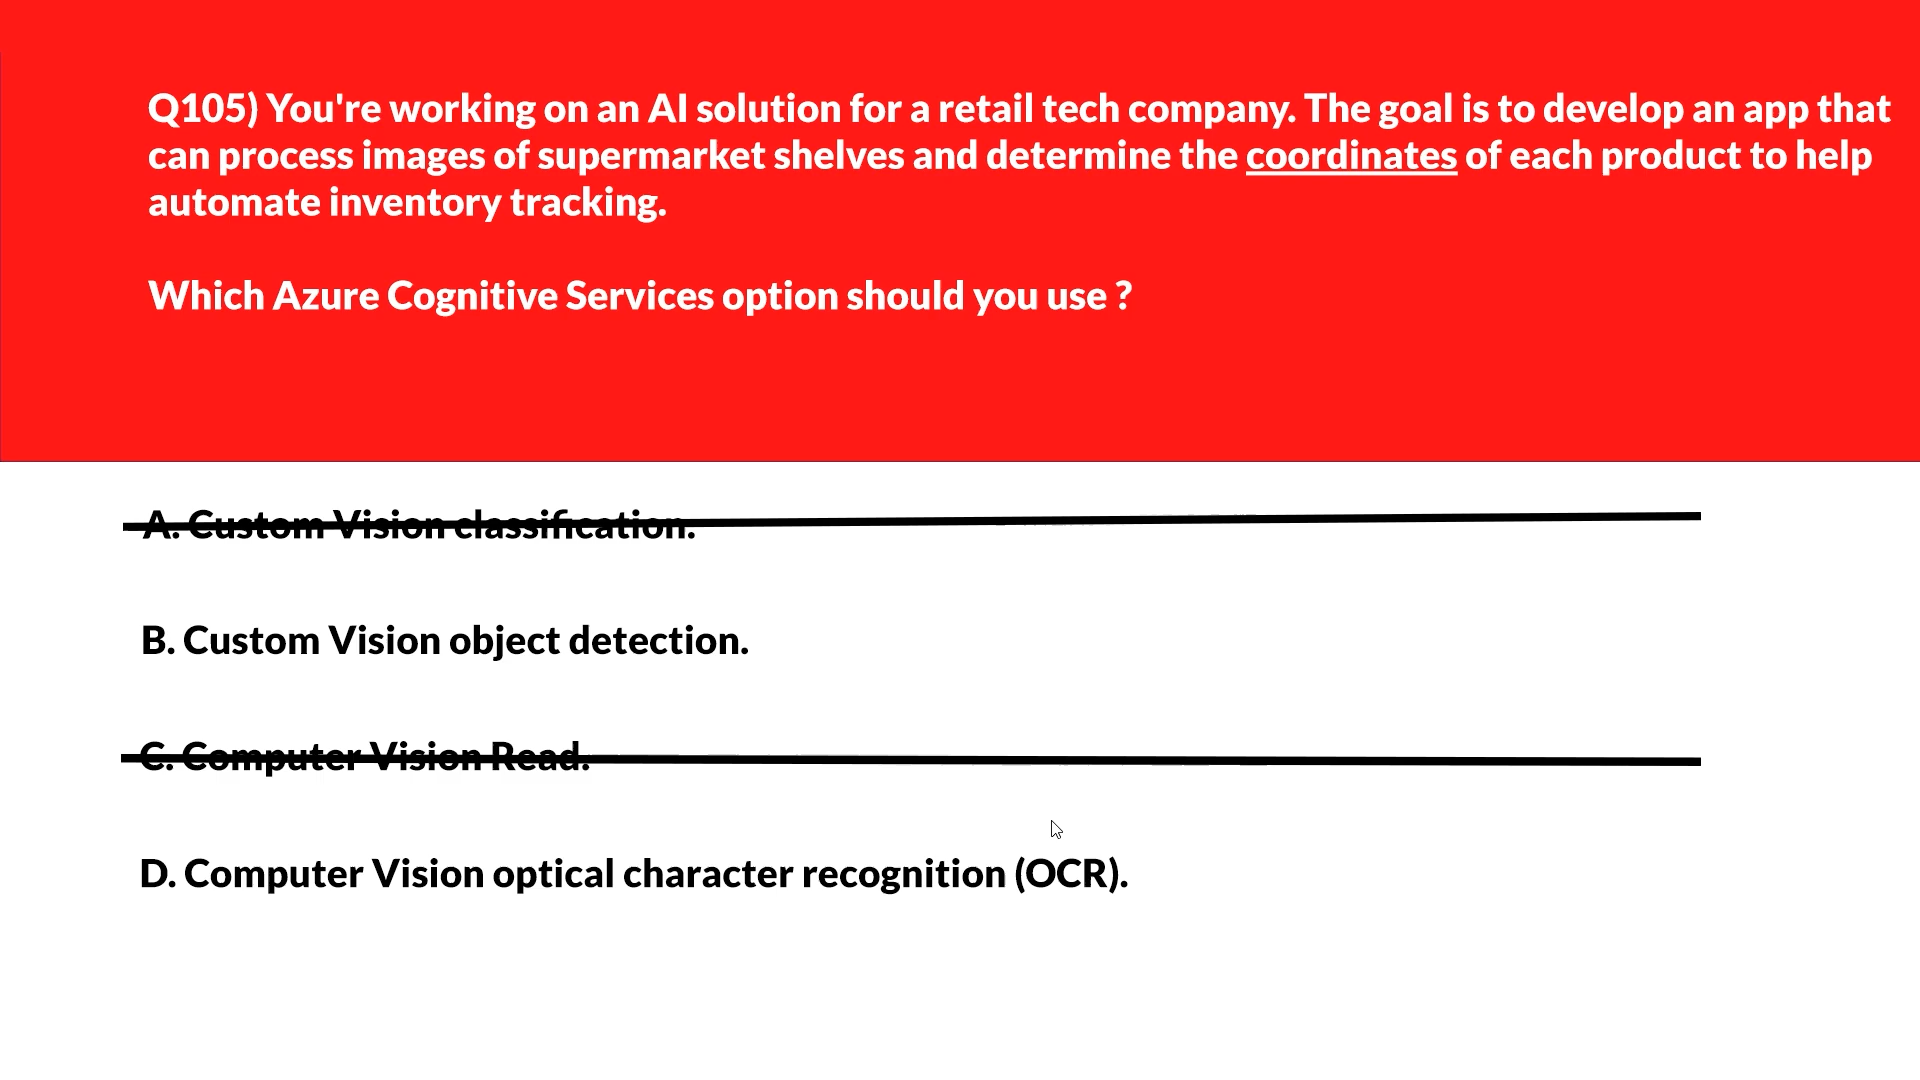 Q105) You're working on an AI solution for a retail tech company. The goal is to develop an app that
can process images of supermarket shelves and determine the coordinates of each product to help
automate inventory tracking.
Which Azure Cognitive Services option should you use ?
A. Custom Vision classification.
B. Custom Vision object detection.
C. Computer Vision Read.
D. Computer Vision optical character recognition (OCR).